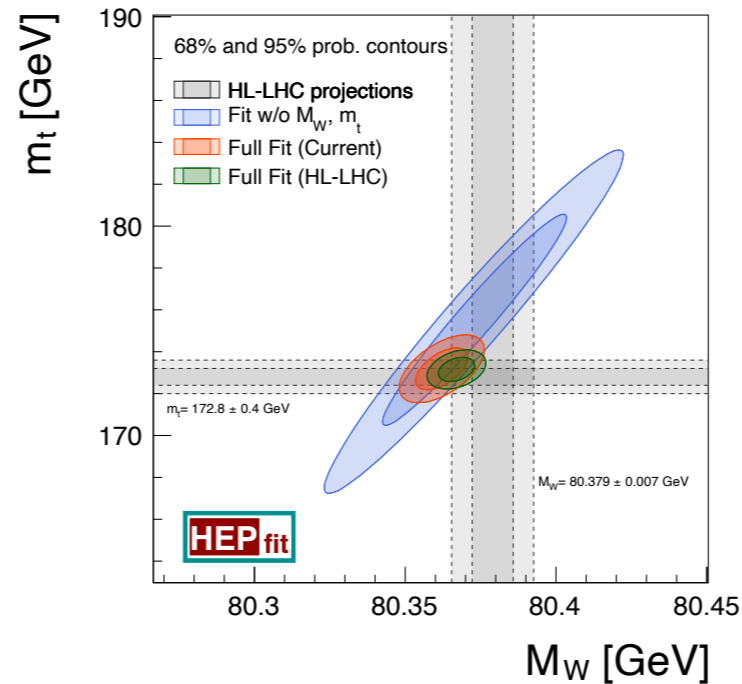 190
68% and 95% prob. contours
HL-LHC projections
Fit w/o M_W, m_t
Full Fit (Current)
Full Fit (HL-LHC)
m_t [GeV]
180
m_t= 172.8 ± 0.4 GeV
170
M_W= 80.379 ± 0.007 GeV
HEP fit
80.3 80.35 80.4 80.45
M_W [GeV]